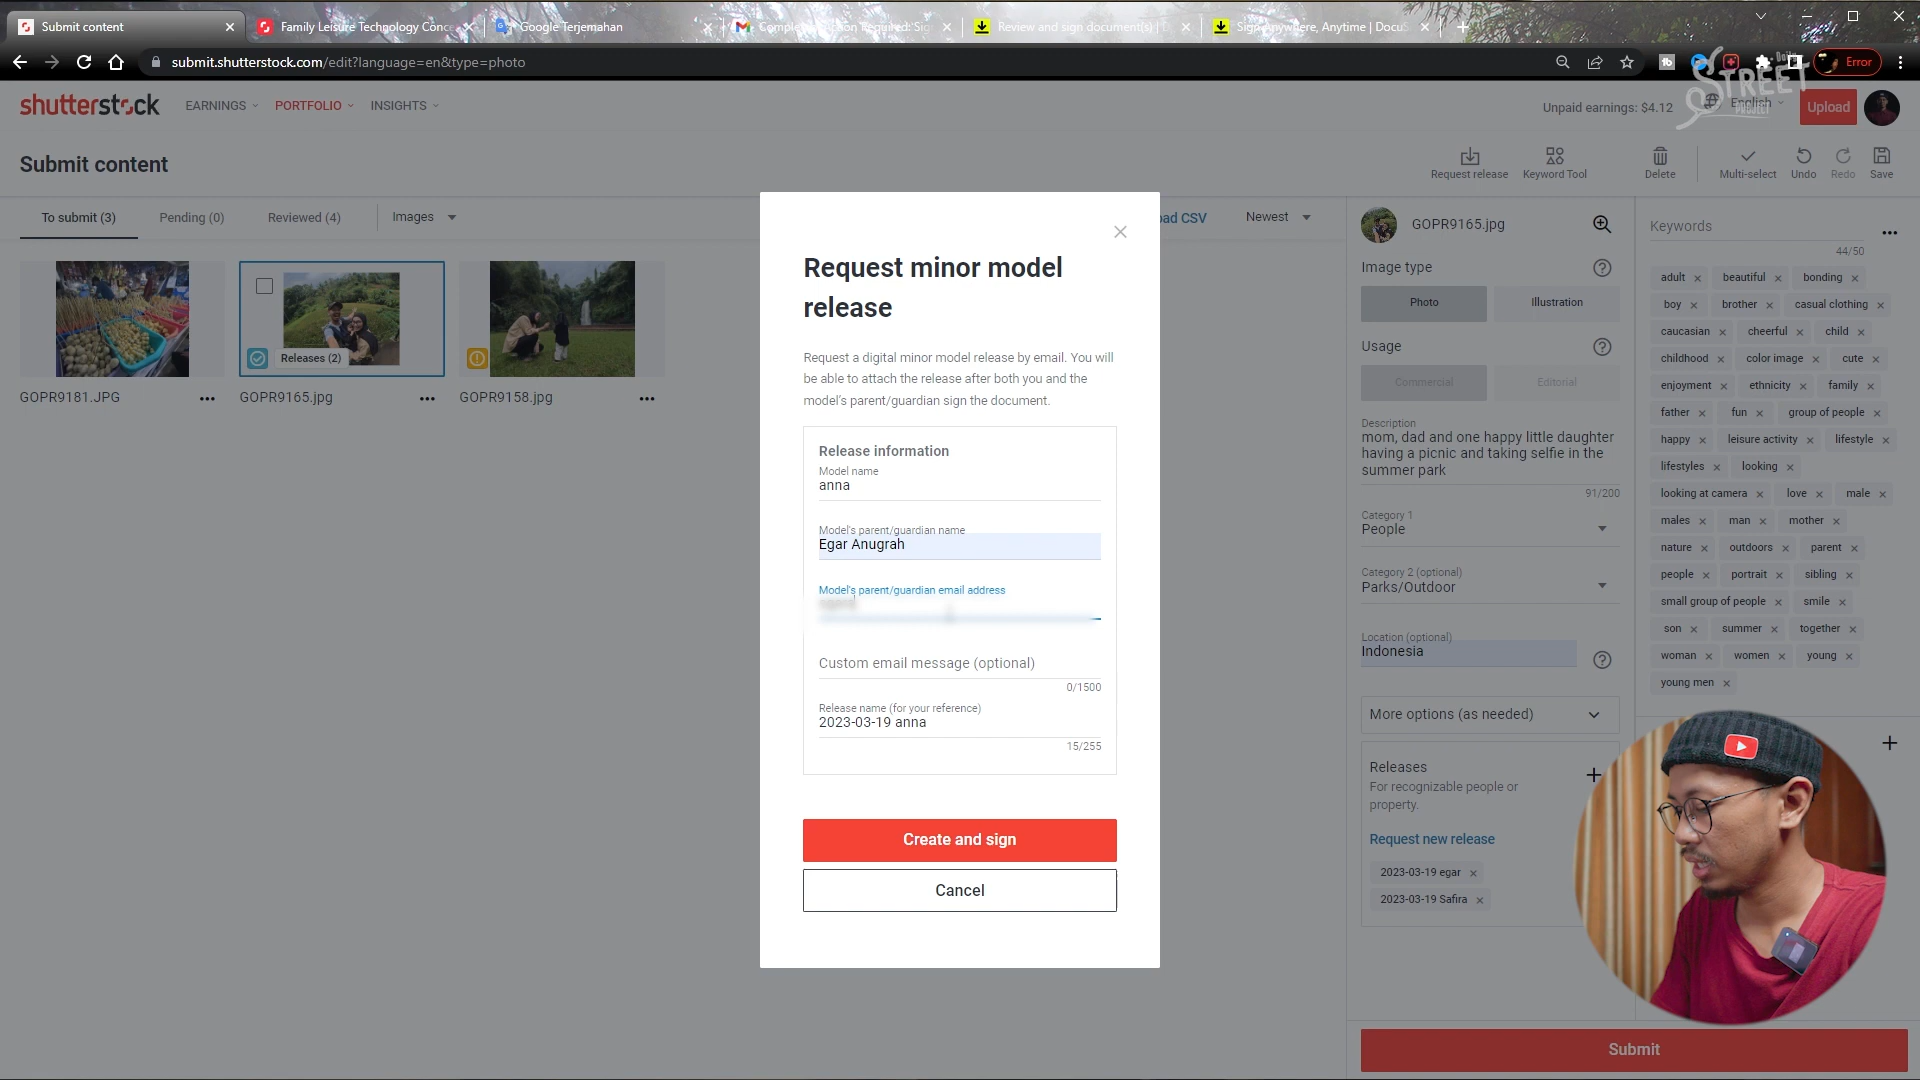 Submit content
Family Leisure Technology Conce
Google Terjemahan
Review and sign document(s) | D
Sign Anywhere, Anytime | DocuS
submit.shutterstock.com/edit?language=en&type=photo
Error
Daily
STREET
PROJECT
shutterstock
EARNINGS
PORTFOLIO
INSIGHTS
Unpaid earnings: $4.12
English
Upload
Submit content
Request release
Keyword Tool
Delete
Multi-select
Undo
Redo
Save
To submit (3)
Pending (0)
Reviewed (4)
Images
oad CSV
Newest
Releases (2)
GOPR9181.JPG
GOPR9165.jpg
GOPR9158.jpg
Request minor model
release
Request a digital minor model release by email. You will
be able to attach the release after both you and the
model's parent/guardian sign the document.
Release information
Model name
anna
Model's parent/guardian name
Egar Anugrah
Model's parent/guardian email address
Custom email message (optional)
0/1500
Release name (for your reference)
2023-03-19 anna
15/255
Create and sign
Cancel
GOPR9165.jpg
Image type
Photo
Illustration
Usage
Commercial
Editorial
Description
mom, dad and one happy little daughter
having a picnic and taking selfie in the
summer park
91/200
Category 1
People
Category 2 (optional)
Parks/Outdoor
Location (optional)
Indonesia
More options (as needed)
Releases
For recognizable people or
property.
Request new release
2023-03-19 egar
2023-03-19 Safira
Keywords
44/50
adult beautiful bonding
boy brother casual clothing
caucasian cheerful child
childhood color image cute
enjoyment ethnicity family
father fun group of people
happy leisure activity lifestyle
lifestyles looking
looking at camera love male
males man mother
nature outdoors parent
people portrait sibling
small group of people smile
son summer together
woman women young
young men
Submit